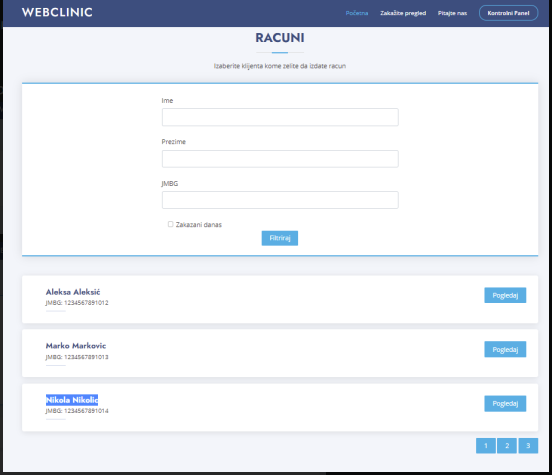 WEBCLINIC
Početna Zakažite pregled Pitajte nas Kontrolni Panel
RACUNI
Izaberite klijenta kome zelite da izdate racun
Ime
Prezime
JMBG
Zakazani danas
Filtriraj
Aleksa Aleksić
JMBG: 1234567891012
Pogledaj
Marko Markovic
JMBG: 1234567891013
Pogledaj
Nikola Nikolic
JMBG: 1234567891014
Pogledaj
1 2 3